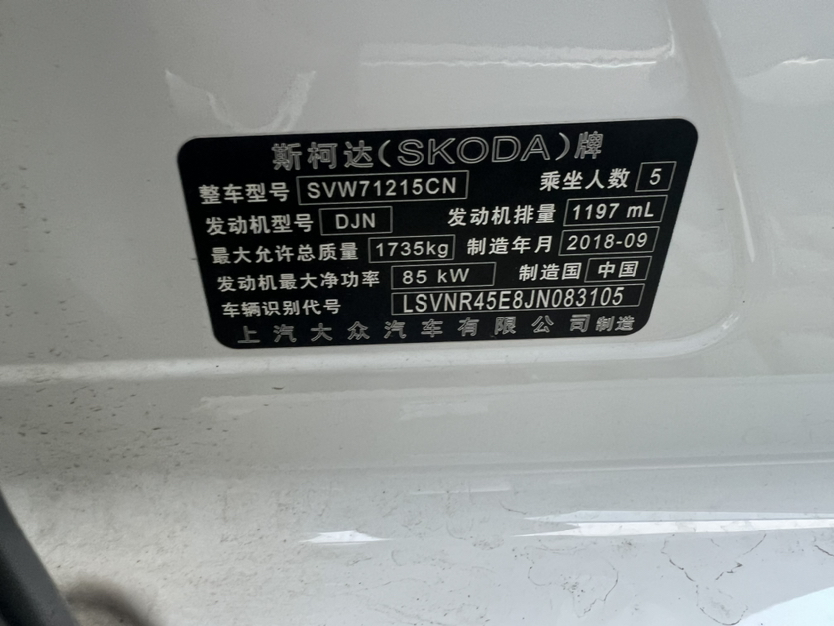 斯柯达(SKODA)牌
整车型号 SVW71215CN 乘坐人数 5
发动机型号 DJN 发动机排量 1197 mL
最大允许总质量 1735kg 制造年月 2018-09
发动机最大净功率 85 kW 制造国 中国
车辆识别代号 LSVNR45E8JN083105
上汽大众汽车有限公司制造